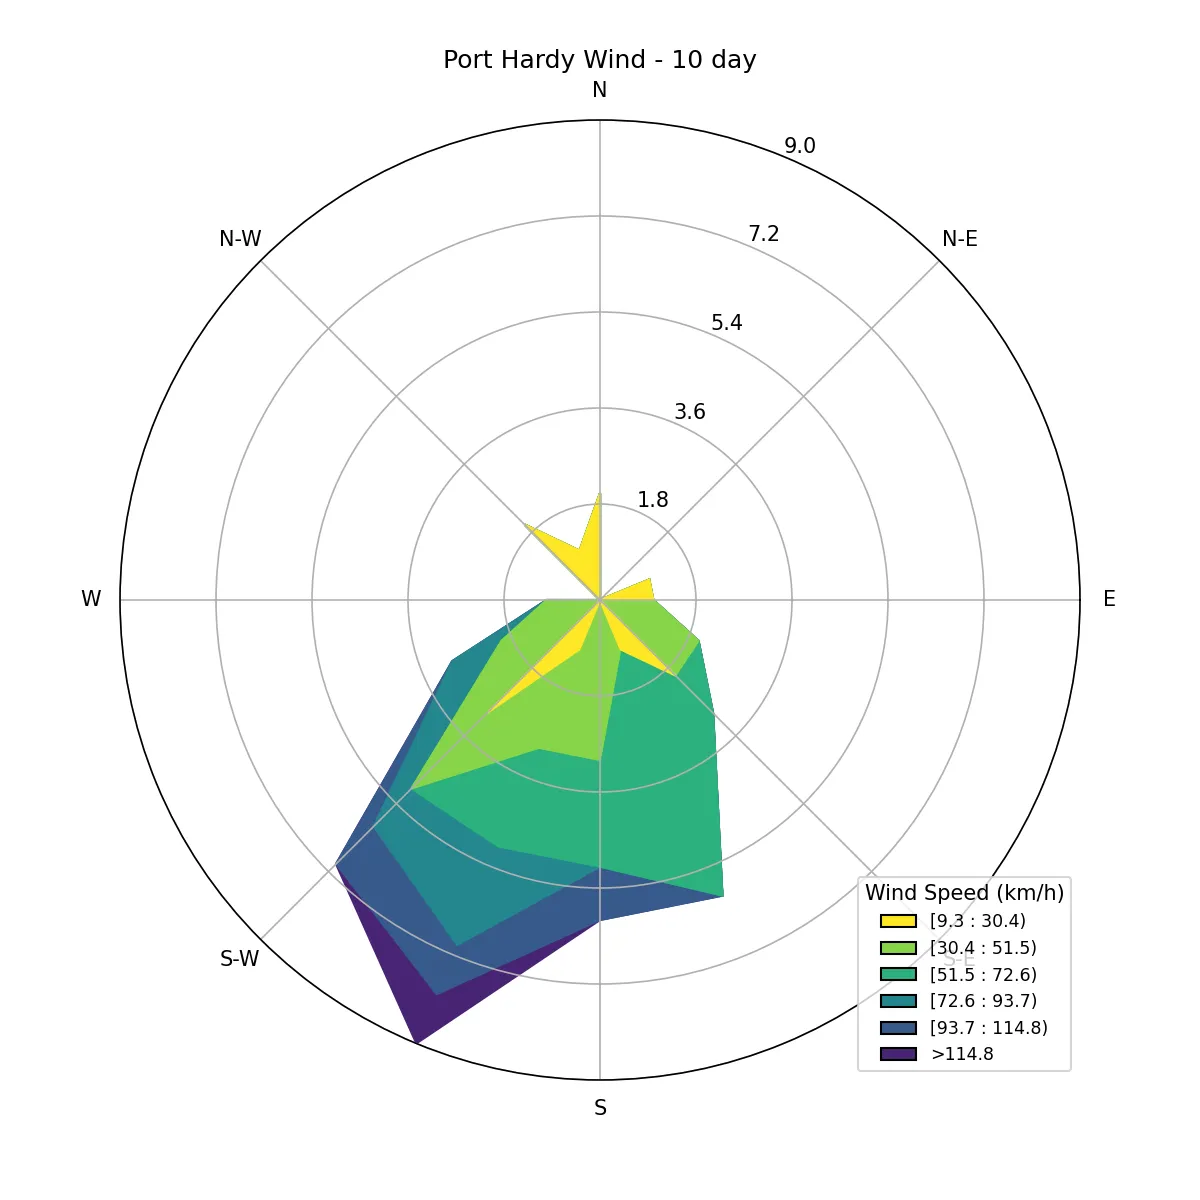 Port Hardy Wind - 10 day
N
9.0
N-W
7.2
N-E
5.4
3.6
1.8
W
E
Wind Speed (km/h)
[9.3 : 30.4)
[30.4 : 51.5)
S-W
S-E
[51.5 : 72.6)
[72.6 : 93.7)
[93.7 : 114.8)
>114.8
S